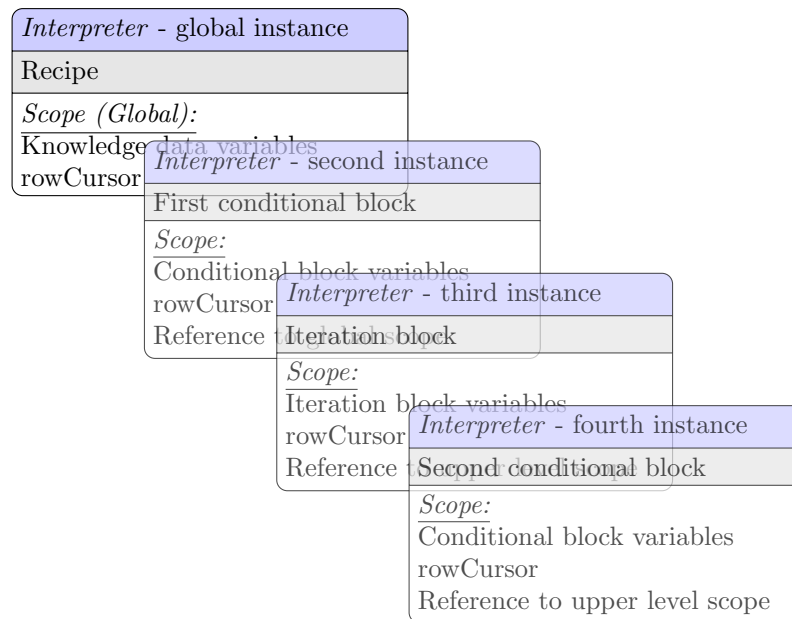 Interpreter - global instance
Recipe
Scope (Global):
Knowledge data variables
rowCursor
Interpreter - second instance
First conditional block
Scope:
Conditional block variables
rowCursor
Reference to global scope
Interpreter - third instance
Iteration block
Scope:
Iteration block variables
rowCursor
Reference to upper level scope
Interpreter - fourth instance
Second conditional block
Scope:
Conditional block variables
rowCursor
Reference to upper level scope